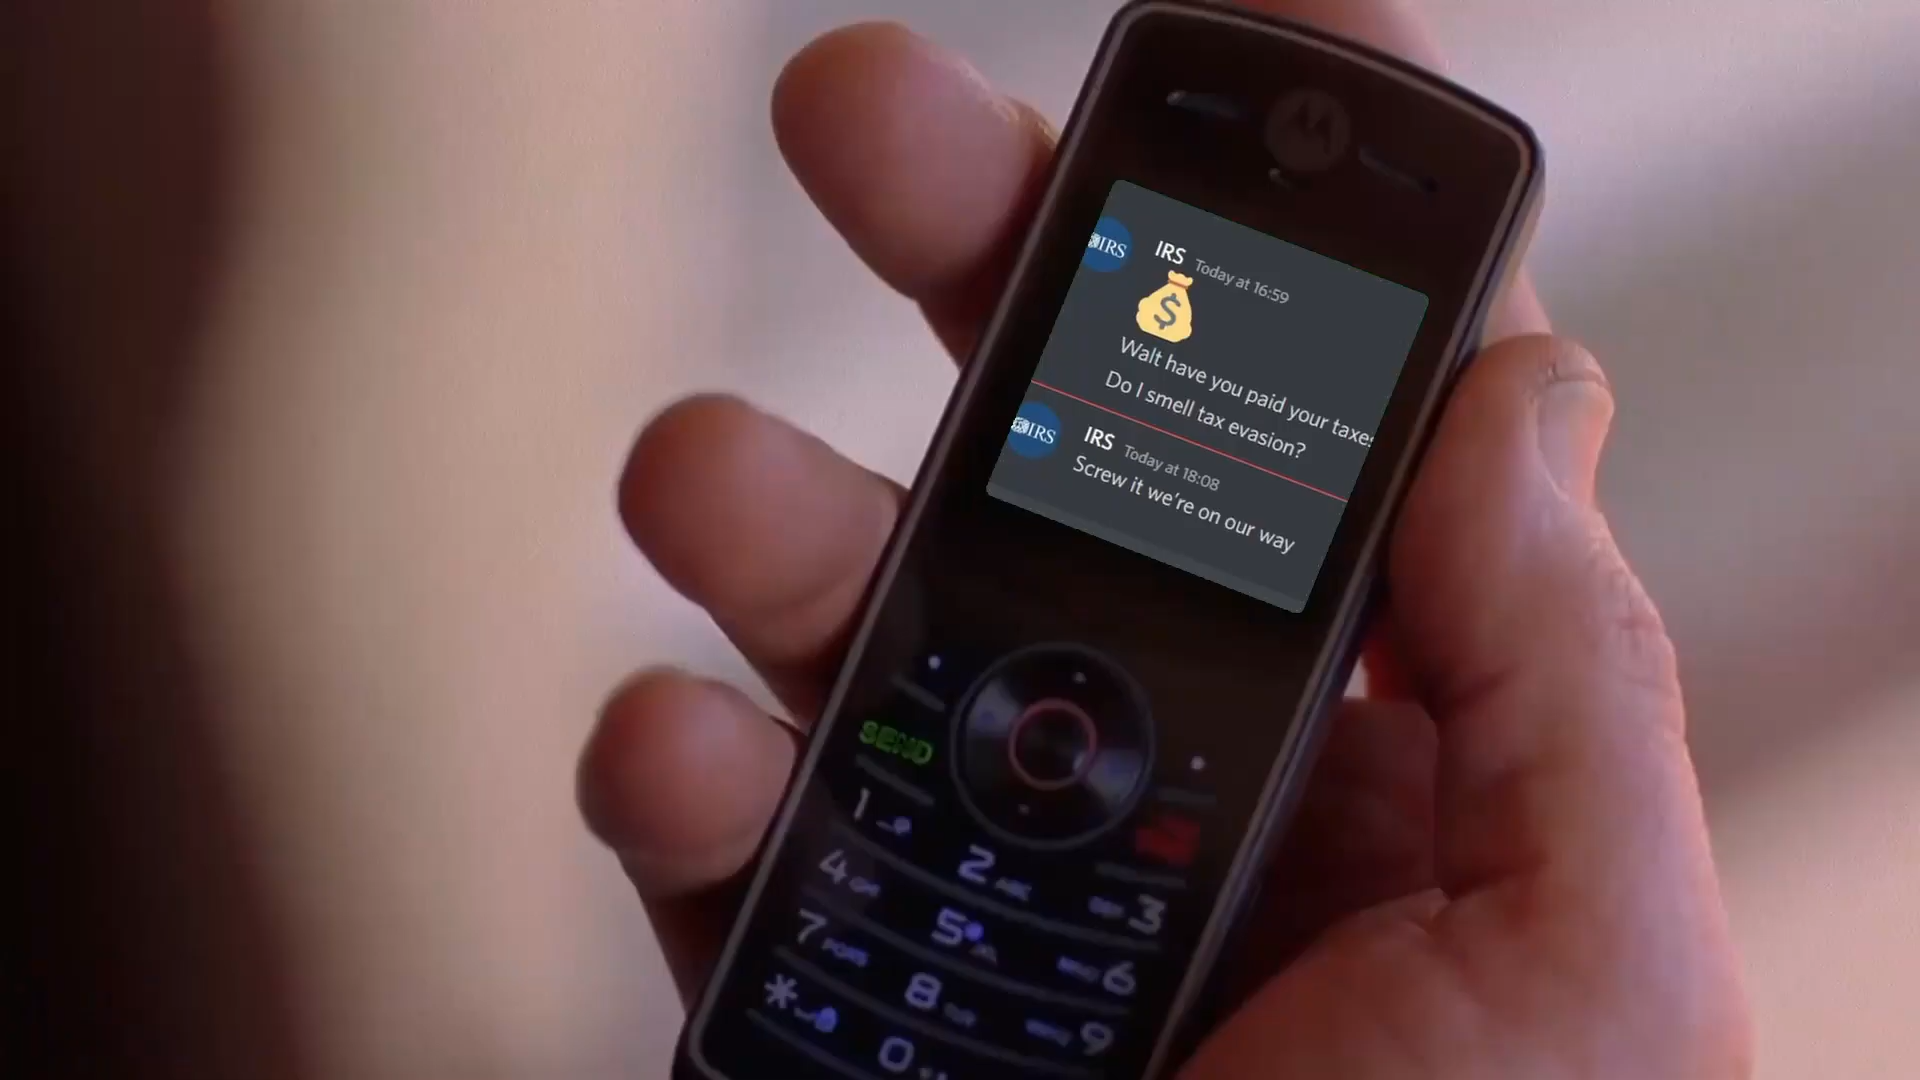 IRS
IRS Today at 16:59
$
Walt have you paid your taxes
Do I smell tax evasion?
IRS
IRS Today at 18:08
Screw it we're on our way
SEND
1
2 ABC
3
4
5
6
7 PQRS
8
9
*
0